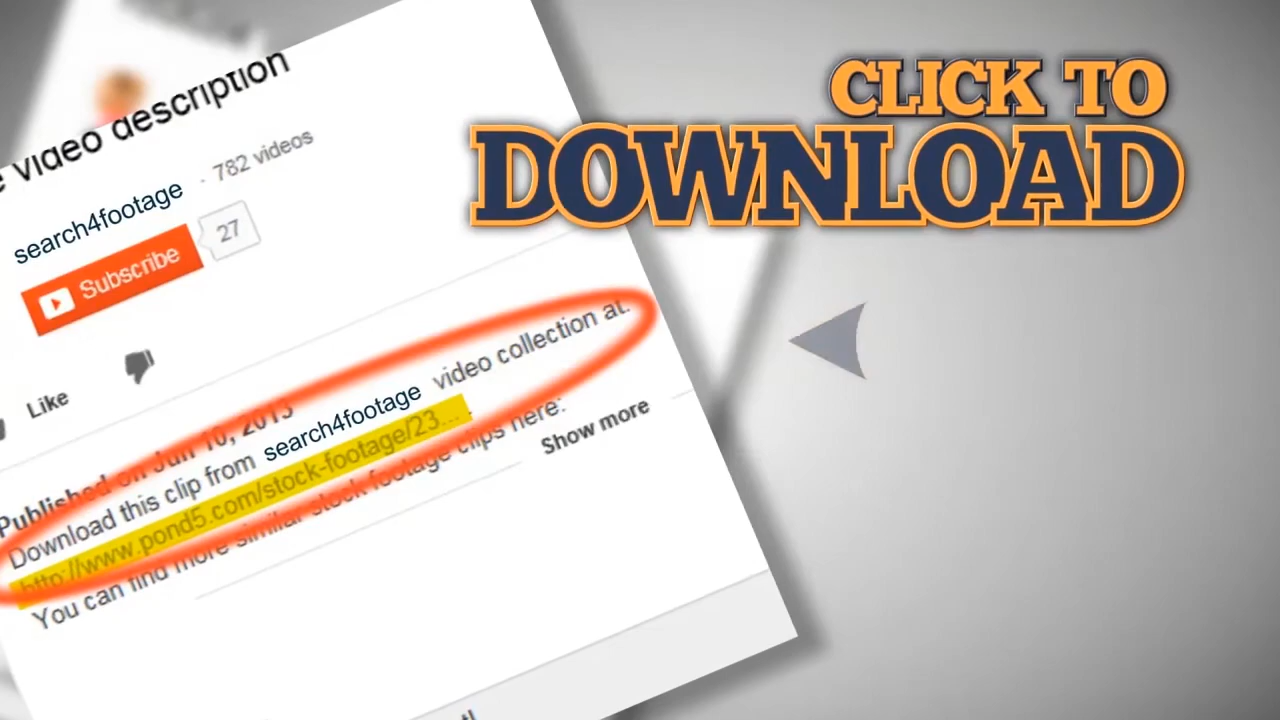 CLICK TO
DOWNLOAD
video description
search4footage . 782 videos
Subscribe 27
Like
Published on Jun 10, 2013
Download this clip from search4footage video collection at:
http://www.pond5.com/stock-footage/23...
You can find more similar stock footage clips here:
Show more